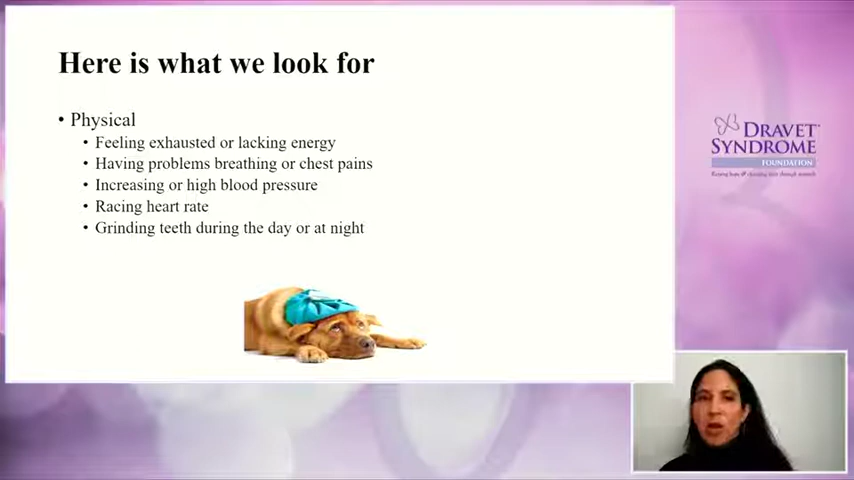 Here is what we look for
• Physical
• Feeling exhausted or lacking energy
• Having problems breathing or chest pains
• Increasing or high blood pressure
• Racing heart rate
• Grinding teeth during the day or at night
DRAVET
SYNDROME
FOUNDATION